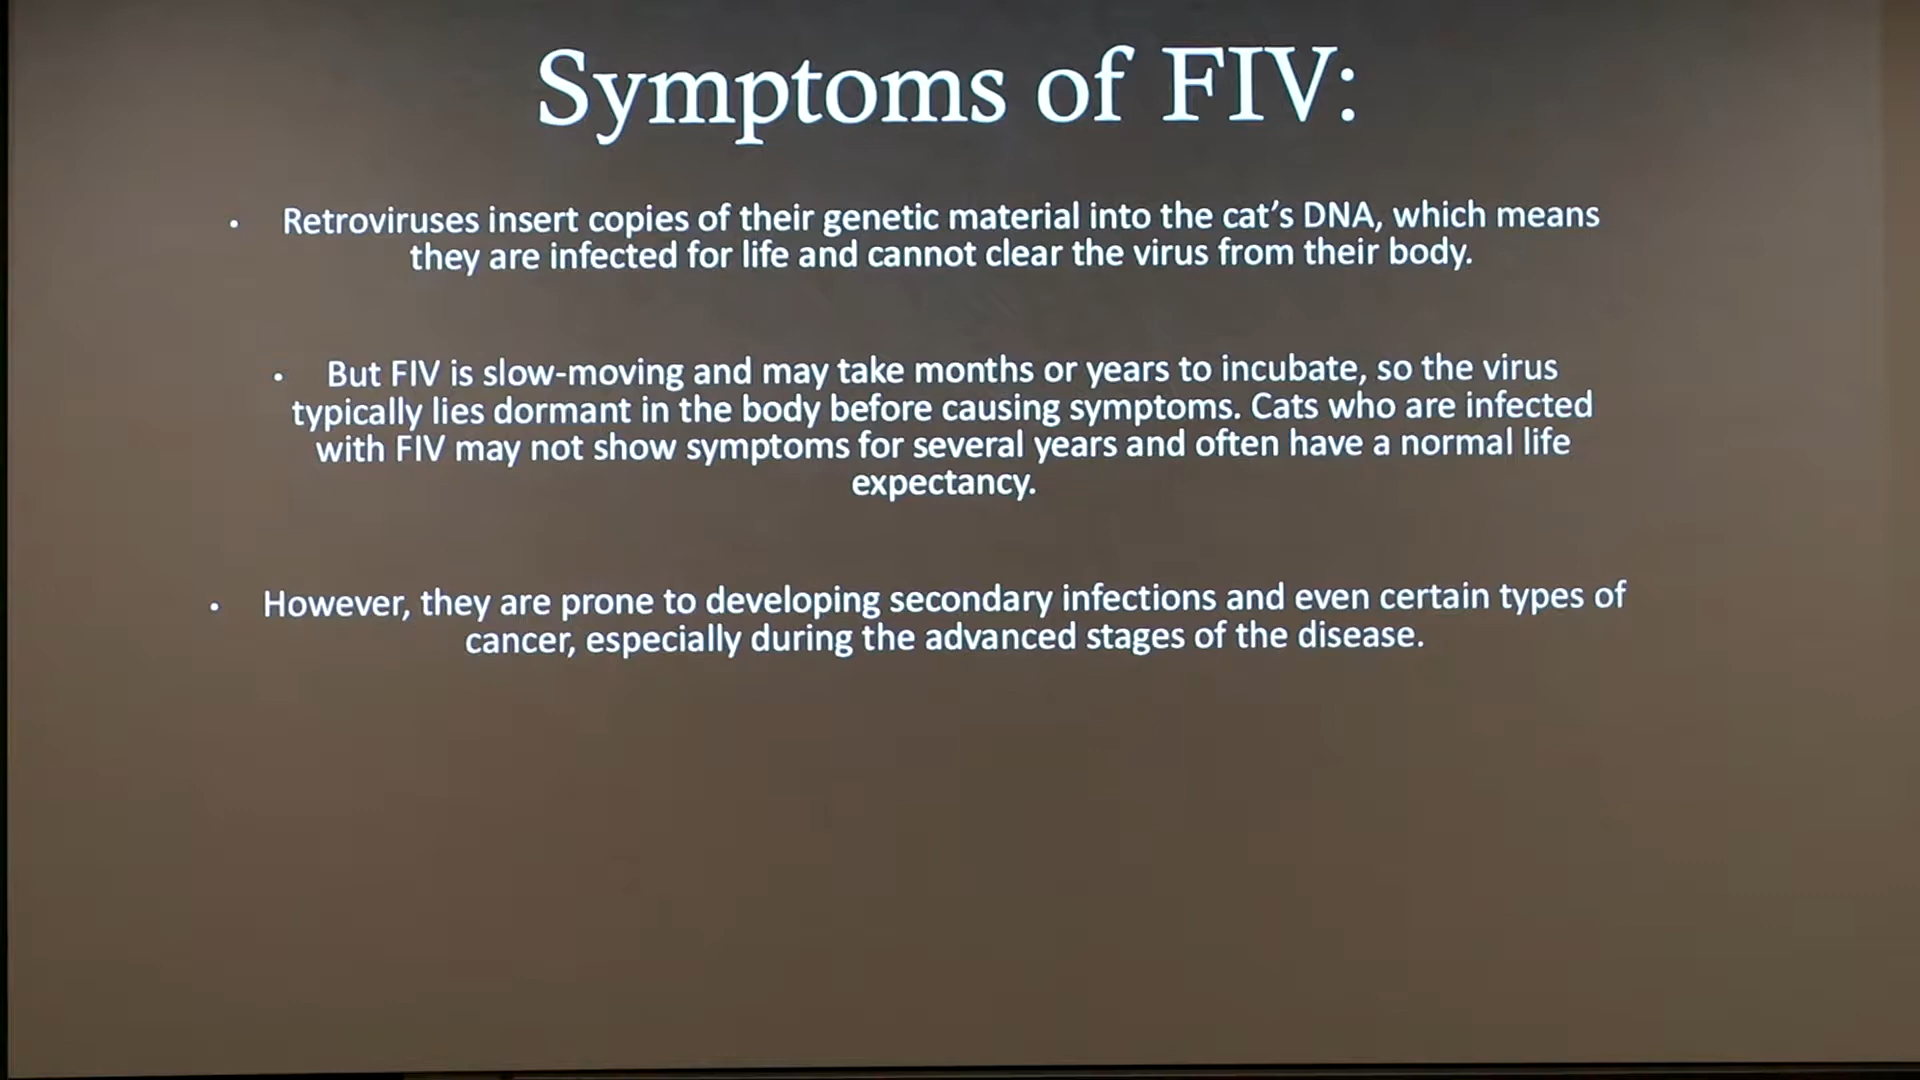 Symptoms of FIV:
• Retroviruses insert copies of their genetic material into the cat’s DNA, which means
they are infected for life and cannot clear the virus from their body.
• But FIV is slow-moving and may take months or years to incubate, so the virus
typically lies dormant in the body before causing symptoms. Cats who are infected
with FIV may not show symptoms for several years and often have a normal life
expectancy.
• However, they are prone to developing secondary infections and even certain types of
cancer, especially during the advanced stages of the disease.